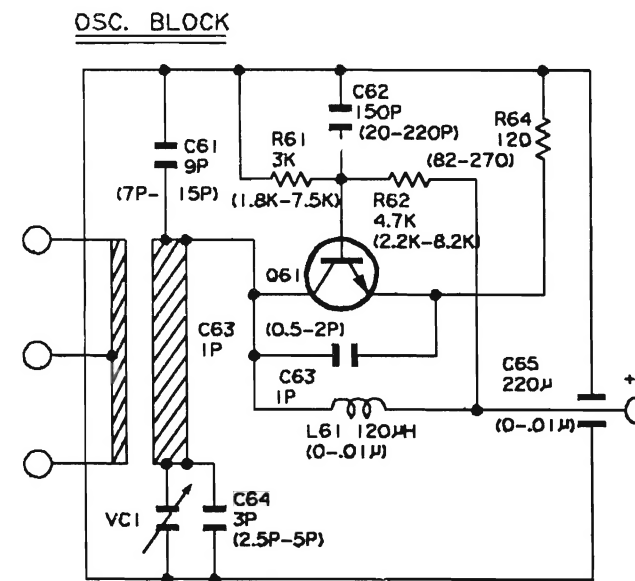 OSC. BLOCK
C61
9P
(7P- 15P)
C62
150P
(20-220P)
R61
3K
(1.8K-7.5K)
R64
120
(82-270)
R62
4.7K
(2.2K-8.2K)
Q61
C63
1P
(0.5-2P)
C63
1P
C65
220µ
(0-.01µ)
+
L61 120µH
(0-.01µ)
VC1
C64
3P
(2.5P-5P)